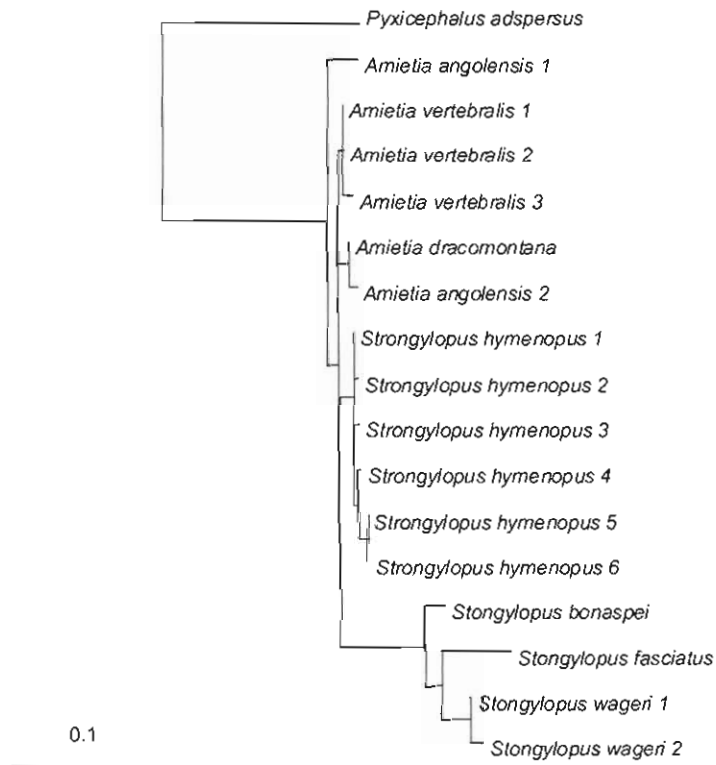 Pyxicephalus adspersus
Amietia angolensis 1
Amietia vertebralis 1
Amietia vertebralis 2
Amietia vertebralis 3
Amietia dracomontana
Amietia angolensis 2
Strongylopus hymenopus 1
Strongylopus hymenopus 2
Strongylopus hymenopus 3
Strongylopus hymenopus 4
Strongylopus hymenopus 5
Strongylopus hymenopus 6
Stongylopus bonaspei
Stongylopus fasciatus
Stongylopus wageri 1
0.1
Stongylopus wageri 2